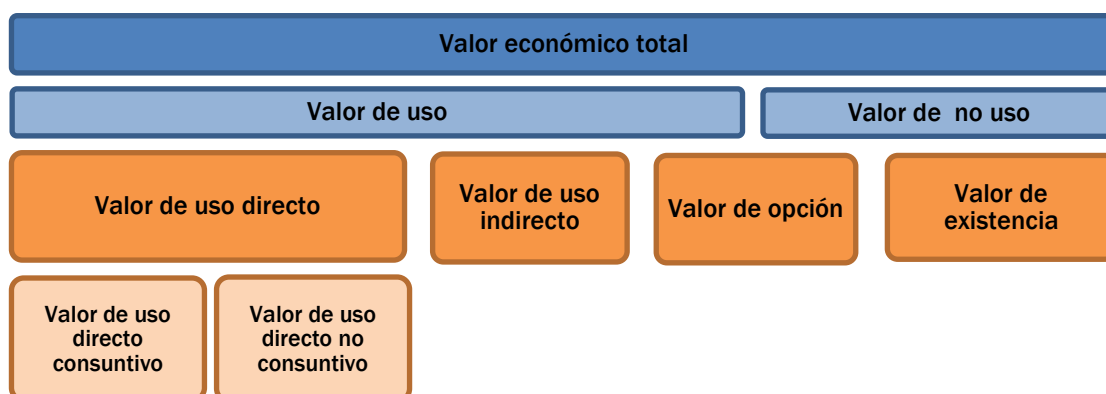 Valor económico total
Valor de uso
Valor de  no uso
Valor de uso directo
Valor de uso
indirecto
Valor de opción
Valor de
existencia
Valor de uso
directo
consuntivo
Valor de uso
directo no
consuntivo